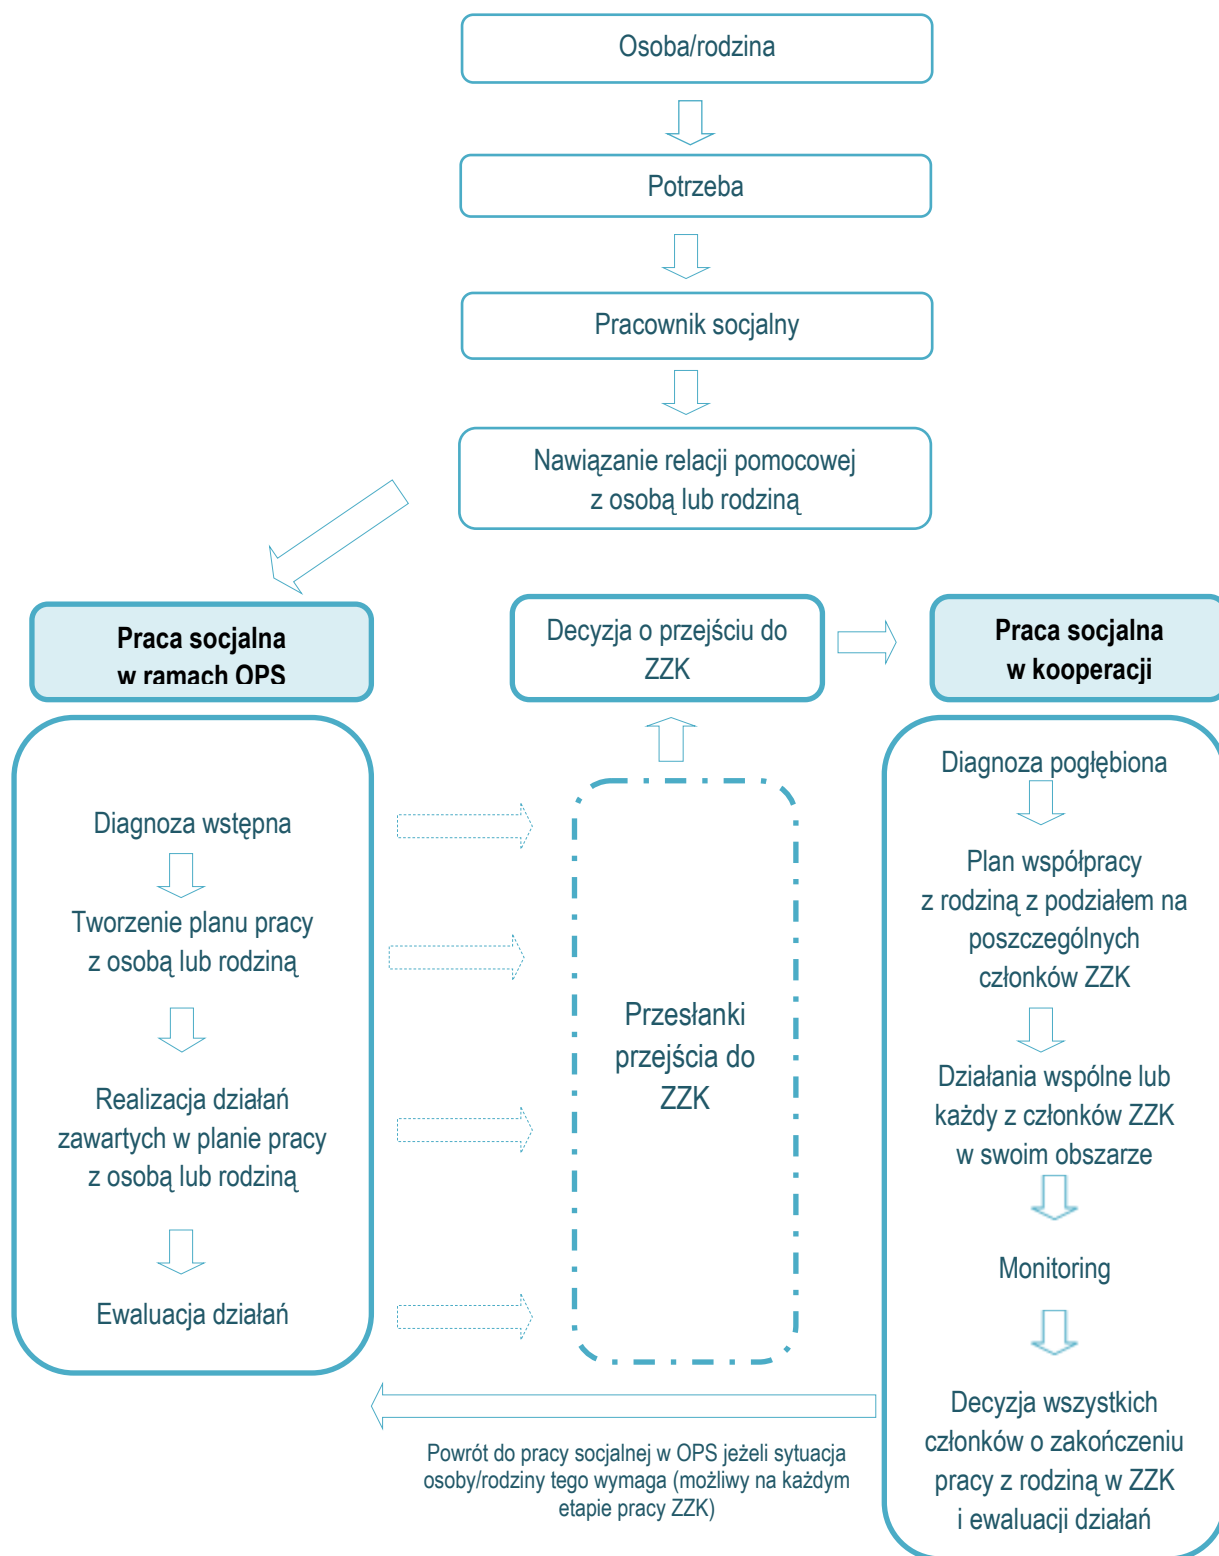 Osoba/rodzina
Potrzeba
Pracownik socjalny
Nawiązanie relacji pomocowej
z osobą lub rodziną
Praca socjalna
w ramach OPS
Decyzja o przejściu do
ZZK
Praca socjalna
w kooperacji
Diagnoza wstępna
Tworzenie planu pracy
z osobą lub rodziną
Realizacja działań
zawartych w planie pracy
z osobą lub rodziną
Ewaluacja działań
Przesłanki
przejścia do
ZZK
Diagnoza pogłębiona
Plan współpracy
z rodziną z podziałem na
poszczególnych
członków ZZK
Działania wspólne lub
każdy z członków ZZK
w swoim obszarze
Monitoring
Decyzja wszystkich
członków o zakończeniu
pracy z rodziną w ZZK
i ewaluacji działań
Powrót do pracy socjalnej w OPS jeżeli sytuacja
osoby/rodziny tego wymaga (możliwy na każdym
etapie pracy ZZK)